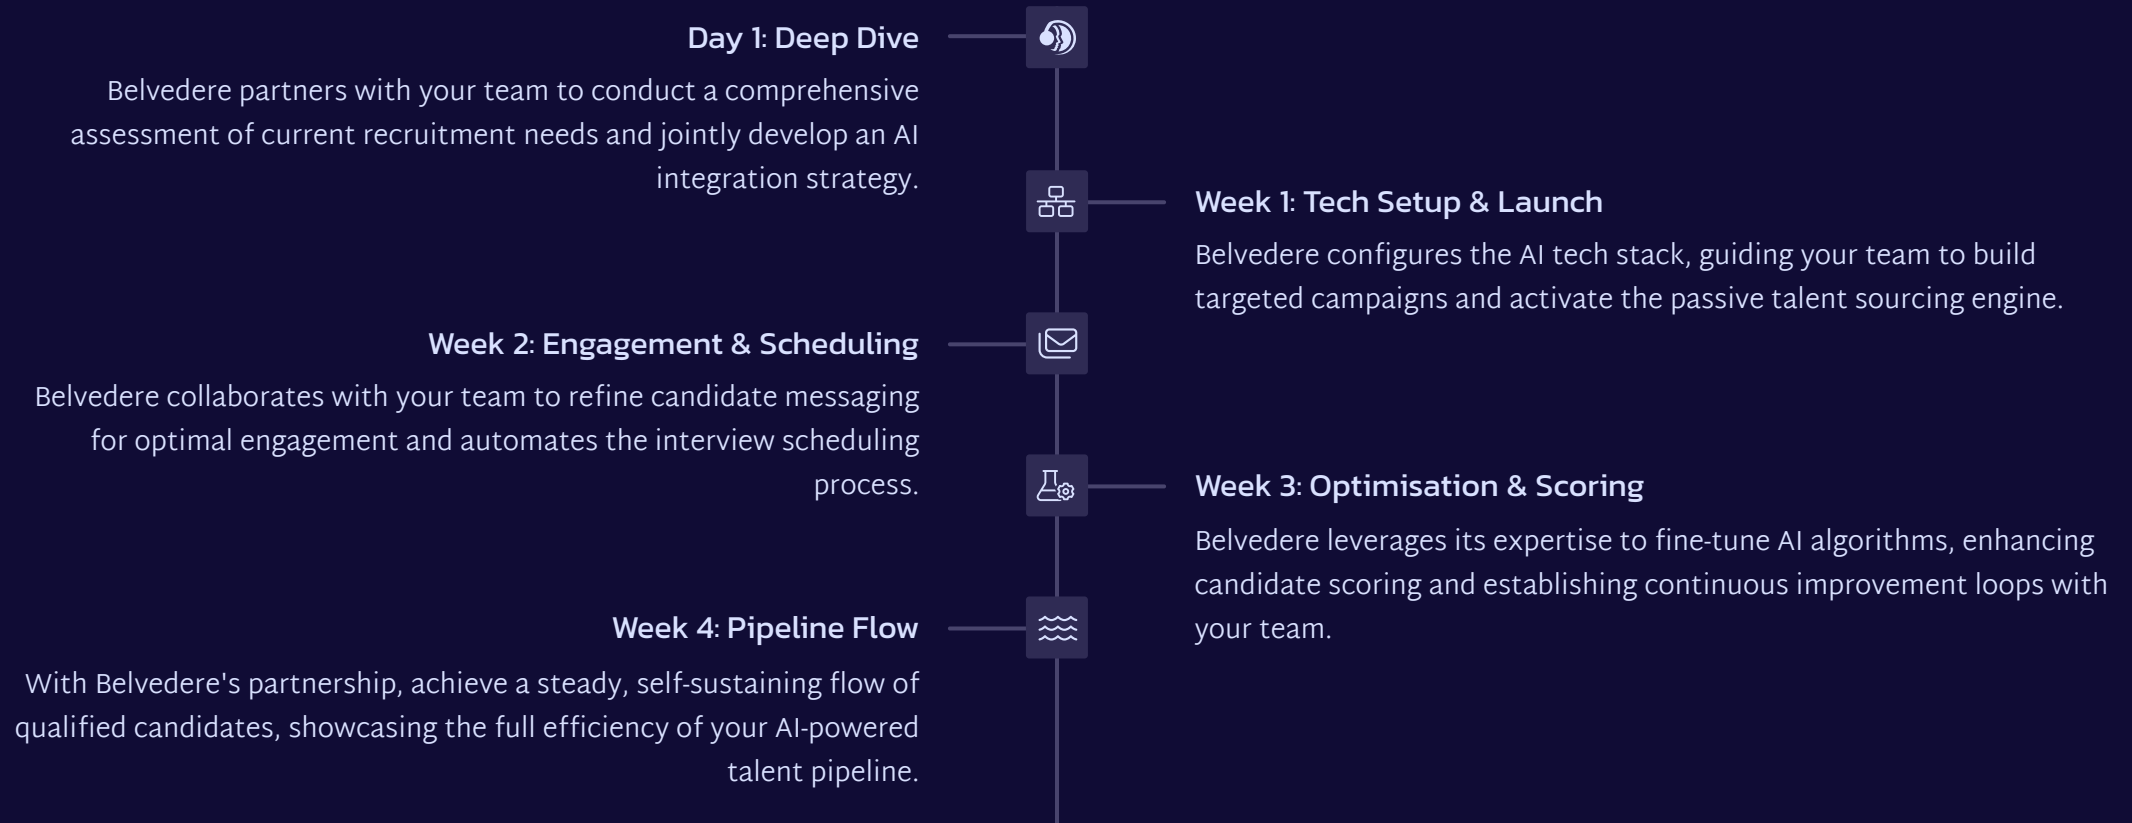 Day 1: Deep Dive
Belvedere partners with your team to conduct a comprehensive
assessment of current recruitment needs and jointly develop an AI
integration strategy.
Week 1: Tech Setup & Launch
Belvedere configures the AI tech stack, guiding your team to build
targeted campaigns and activate the passive talent sourcing engine.
Week 2: Engagement & Scheduling
Belvedere collaborates with your team to refine candidate messaging
for optimal engagement and automates the interview scheduling
process.
Week 3: Optimisation & Scoring
Belvedere leverages its expertise to fine-tune AI algorithms, enhancing
candidate scoring and establishing continuous improvement loops with
your team.
Week 4: Pipeline Flow
With Belvedere's partnership, achieve a steady, self-sustaining flow of
qualified candidates, showcasing the full efficiency of your AI-powered
talent pipeline.